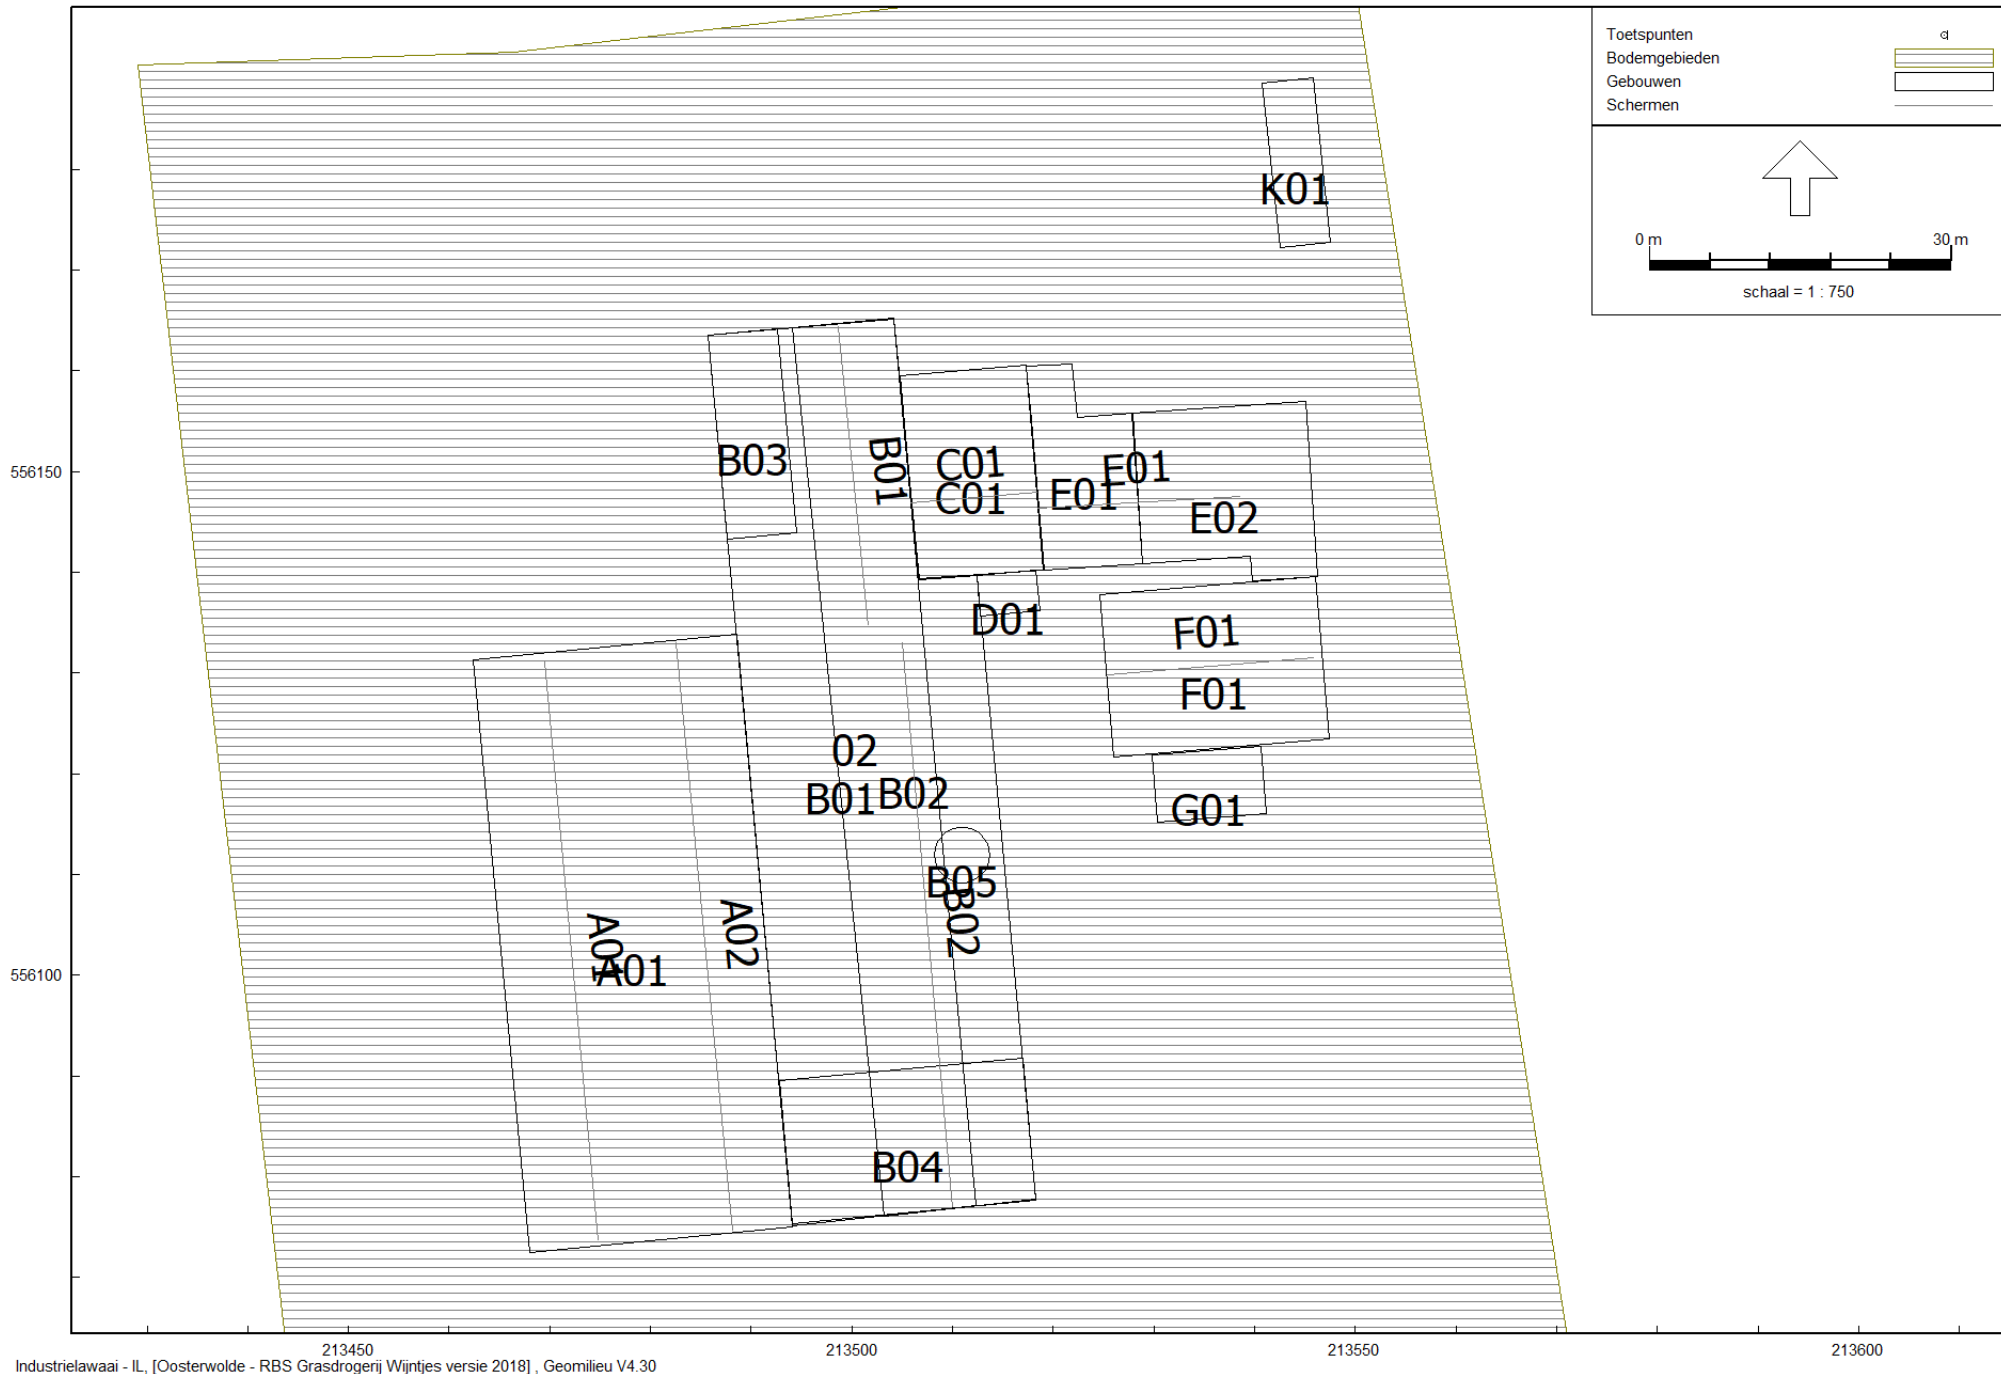 Toetspunten
Bodemgebieden
Gebouwen
Schermen
0 m 30 m
schaal = 1 : 750
K01
B03
B01
C01
C01
E01
E01
E02
556150
D01
F01
F01
02
B01
B02
G01
B05
B02
A01
A01
A02
556100
B04
213450 213500 213550 213600
Industrielawaai - IL, [Oosterwolde - RBS Grasdrogerij Wijntjes versie 2018] , Geomilieu V4.30